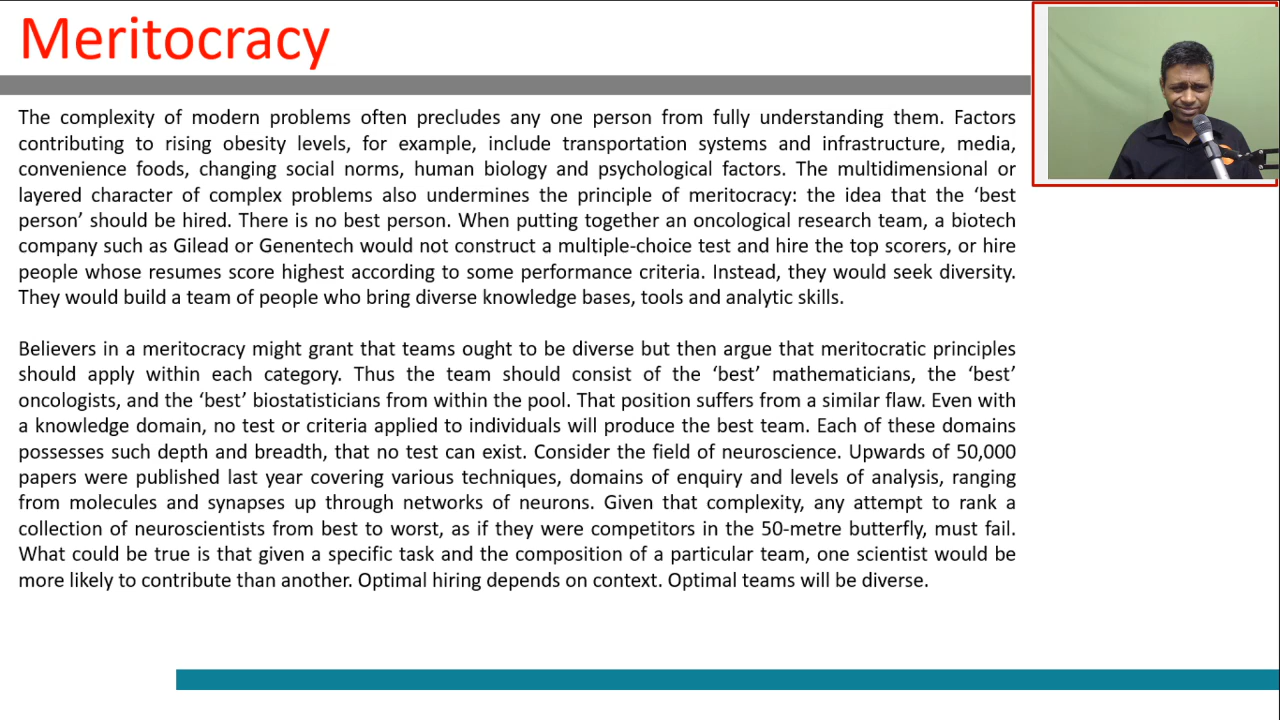 Meritocracy
The complexity of modern problems often precludes any one person from fully understanding them. Factors
contributing to rising obesity levels, for example, include transportation systems and infrastructure, media,
convenience foods, changing social norms, human biology and psychological factors. The multidimensional or
layered character of complex problems also undermines the principle of meritocracy: the idea that the ‘best
person’ should be hired. There is no best person. When putting together an oncological research team, a biotech
company such as Gilead or Genentech would not construct a multiple-choice test and hire the top scorers, or hire
people whose resumes score highest according to some performance criteria. Instead, they would seek diversity.
They would build a team of people who bring diverse knowledge bases, tools and analytic skills.
Believers in a meritocracy might grant that teams ought to be diverse but then argue that meritocratic principles
should apply within each category. Thus the team should consist of the ‘best’ mathematicians, the ‘best’
oncologists, and the ‘best’ biostatisticians from within the pool. That position suffers from a similar flaw. Even with
a knowledge domain, no test or criteria applied to individuals will produce the best team. Each of these domains
possesses such depth and breadth, that no test can exist. Consider the field of neuroscience. Upwards of 50,000
papers were published last year covering various techniques, domains of enquiry and levels of analysis, ranging
from molecules and synapses up through networks of neurons. Given that complexity, any attempt to rank a
collection of neuroscientists from best to worst, as if they were competitors in the 50-metre butterfly, must fail.
What could be true is that given a specific task and the composition of a particular team, one scientist would be
more likely to contribute than another. Optimal hiring depends on context. Optimal teams will be diverse.